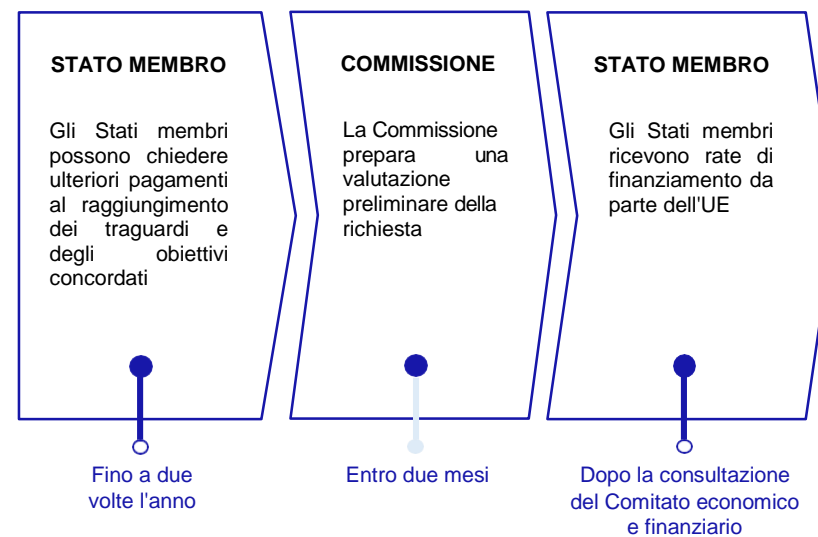 STATO MEMBRO
Gli Stati membri
possono chiedere
ulteriori pagamenti
al raggiungimento
dei traguardi e
degli obiettivi
concordati
Fino a due
volte l'anno
COMMISSIONE
La Commissione
prepara una
valutazione
preliminare della
richiesta
Entro due mesi
STATO MEMBRO
Gli Stati membri
ricevono rate di
finanziamento da
parte dell'UE
Dopo la consultazione
del Comitato economico
e finanziario